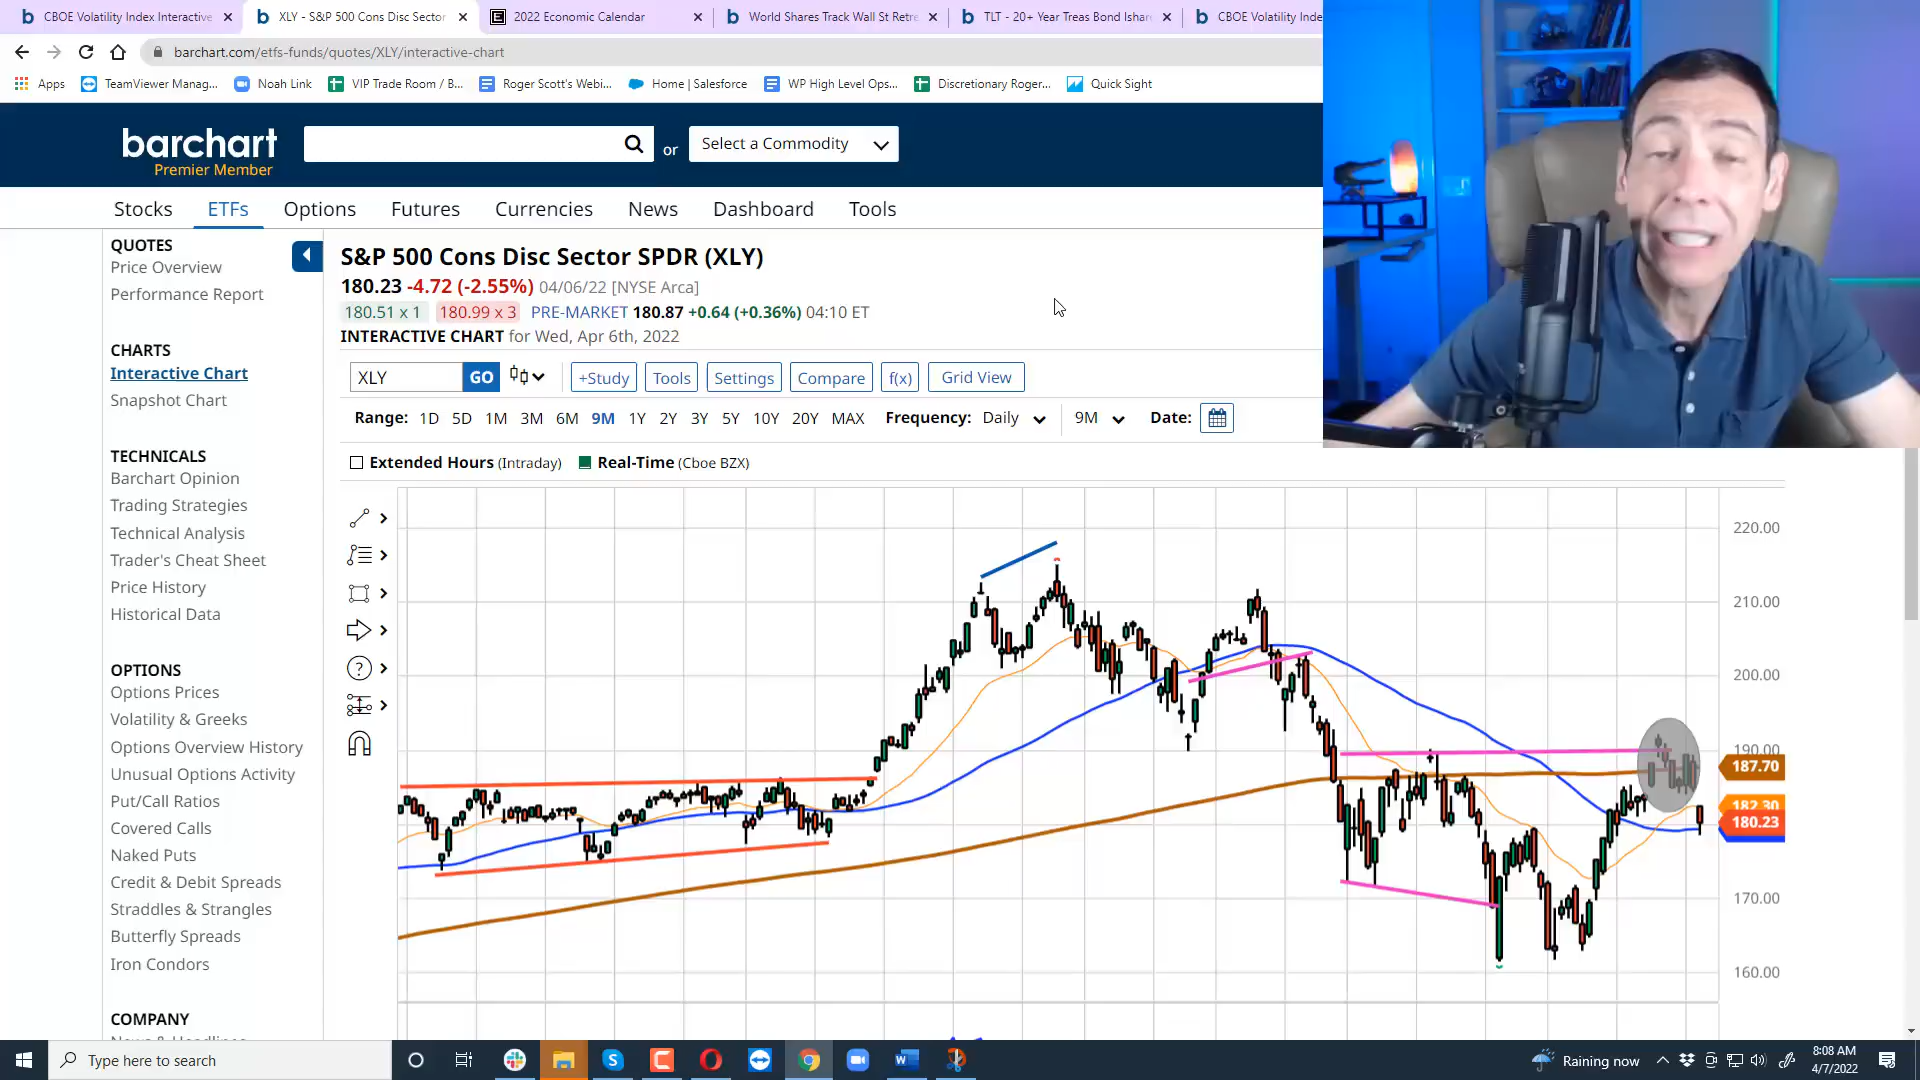 CBOE Volatility Index Interactive
XLY - S&P 500 Cons Disc Sector
2022 Economic Calendar
World Shares Track Wall St Retre
TLT - 20+ Year Treas Bond Ishar
CBOE Volatility Inde
barchart.com/etfs-funds/quotes/XLY/interactive-chart
Apps
TeamViewer Manag...
Noah Link
VIP Trade Room / B...
Roger Scott's Webi...
Home | Salesforce
WP High Level Ops...
Discretionary Roger...
Quick Sight
barchart
Premier Member
or
Select a Commodity
Stocks
ETFs
Options
Futures
Currencies
News
Dashboard
Tools
QUOTES
Price Overview
Performance Report
CHARTS
Interactive Chart
Snapshot Chart
TECHNICALS
Barchart Opinion
Trading Strategies
Technical Analysis
Trader's Cheat Sheet
Price History
Historical Data
OPTIONS
Options Prices
Volatility & Greeks
Options Overview History
Unusual Options Activity
Put/Call Ratios
Covered Calls
Naked Puts
Credit & Debit Spreads
Straddles & Strangles
Butterfly Spreads
Iron Condors
COMPANY
S&P 500 Cons Disc Sector SPDR (XLY)
180.23 -4.72 (-2.55%) 04/06/22 [NYSE Arca]
180.51 x 1 180.99 x 3 PRE-MARKET 180.87 +0.64 (+0.36%) 04:10 ET
INTERACTIVE CHART for Wed, Apr 6th, 2022
XLY
GO
+Study
Tools
Settings
Compare
f(x)
Grid View
Range: 1D 5D 1M 3M 6M 9M 1Y 2Y 3Y 5Y 10Y 20Y MAX
Frequency: Daily
9M
Date:
Extended Hours (Intraday)
Real-Time (Cboe BZX)
220.00
210.00
200.00
190.00
187.70
182.30
180.23
170.00
160.00
Type here to search
Raining now
8:08 AM
4/7/2022